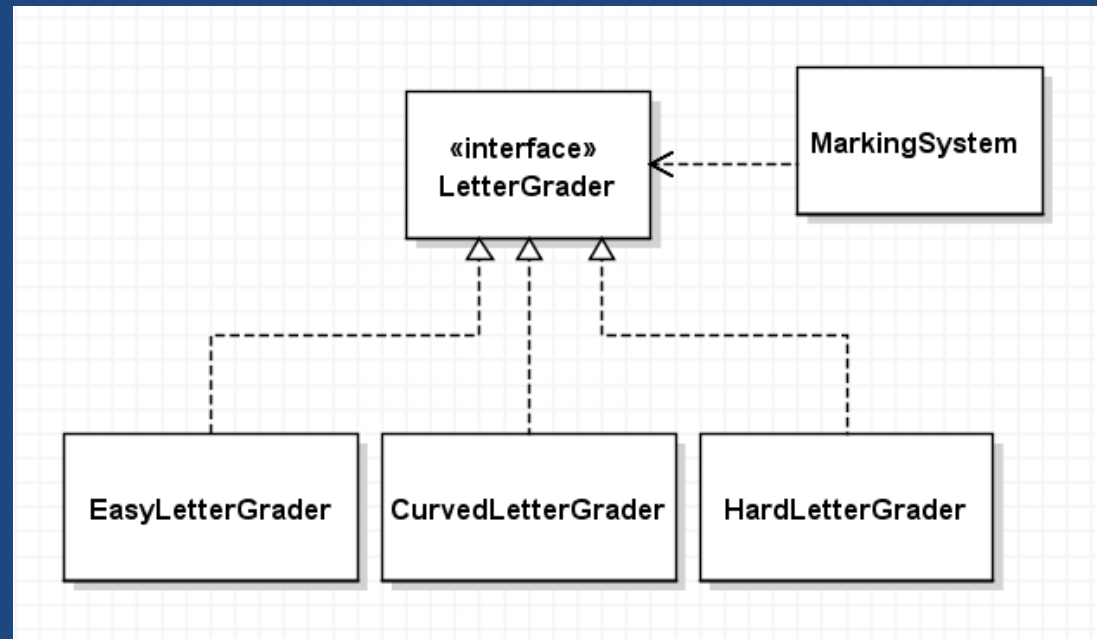 «interface»
LetterGrader
MarkingSystem
EasyLetterGrader
CurvedLetterGrader
HardLetterGrader